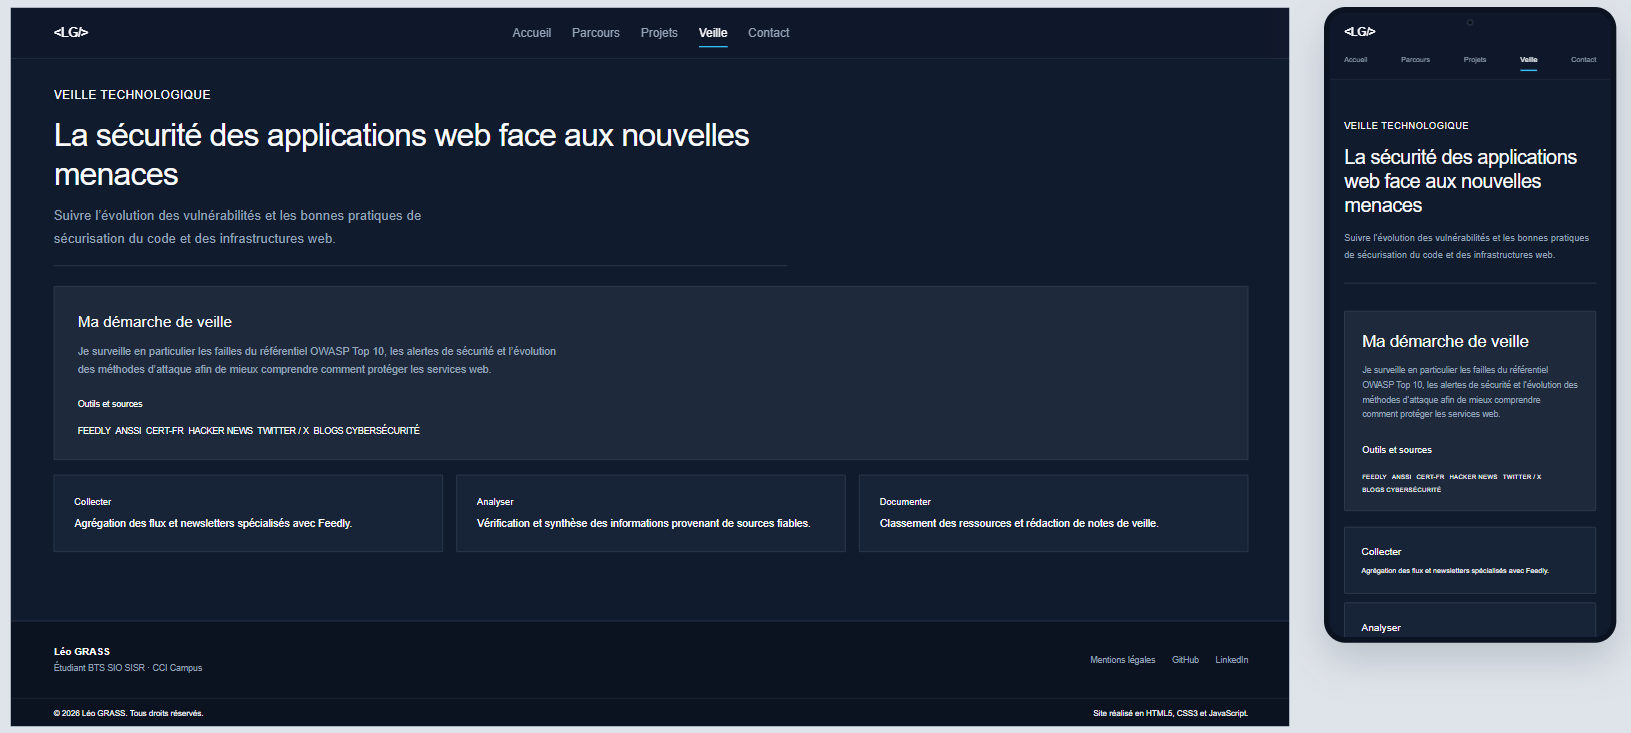 <LG/>
Accueil Parcours Projets Veille Contact
VEILLE TECHNOLOGIQUE
La sécurité des applications web face aux nouvelles
menaces
Suivre l'évolution des vulnérabilités et les bonnes pratiques de
sécurisation du code et des infrastructures web.
Ma démarche de veille
Je surveille en particulier les failles du référentiel OWASP Top 10, les alertes de sécurité et l'évolution
des méthodes d'attaque afin de mieux comprendre comment protéger les services web.
Outils et sources
FEEDLY ANSSI CERT-FR HACKER NEWS TWITTER / X BLOGS CYBERSÉCURITÉ
Collecter
Agrégation des flux et newsletters spécialisés avec Feedly.
Analyser
Vérification et synthèse des informations provenant de sources fiables.
Documenter
Classement des ressources et rédaction de notes de veille.
Léo GRASS
Étudiant BTS SIO SISR · CCI Campus
Mentions légales GitHub LinkedIn
© 2026 Léo GRASS. Tous droits réservés.
Site réalisé en HTML5, CSS3 et JavaScript.
<LG/>
Accueil Parcours Projets Veille Contact
VEILLE TECHNOLOGIQUE
La sécurité des applications
web face aux nouvelles
menaces
Suivre l'évolution des vulnérabilités et les bonnes pratiques
de sécurisation du code et des infrastructures web.
Ma démarche de veille
Je surveille en particulier les failles du référentiel
OWASP Top 10, les alertes de sécurité et l'évolution des
méthodes d'attaque afin de mieux comprendre
comment protéger les services web.
Outils et sources
FEEDLY ANSSI CERT-FR HACKER NEWS TWITTER / X
BLOGS CYBERSÉCURITÉ
Collecter
Agrégation des flux et newsletters spécialisés avec Feedly.
Analyser